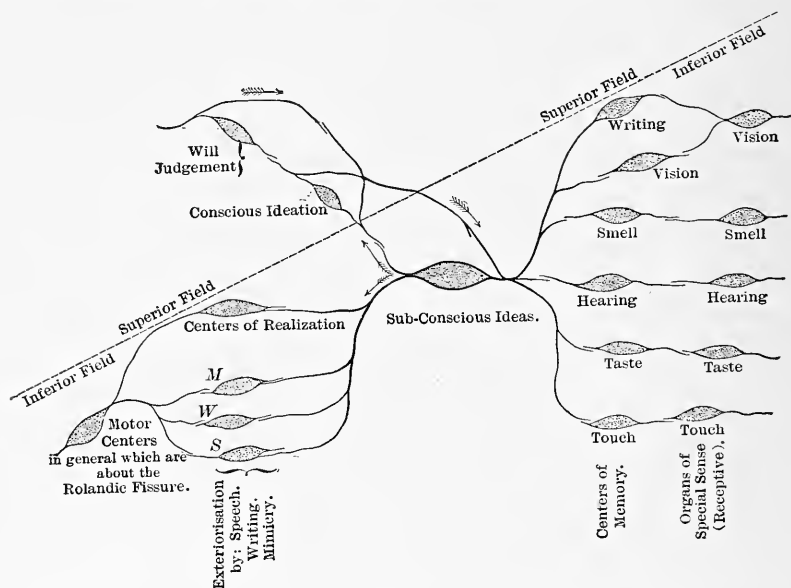 Superior Field
Inferior Field
Writing
Vision
Vision
Will
Judgement
Conscious Ideation
Smell
Smell
Hearing
Hearing
Sub-Conscious Ideas.
Superior Field
Inferior Field
Centers of Realization
Taste
Taste
M
W
S
Motor
Centers
in general which are
about the
Rolandic Fissure.
Touch
Touch
Exteriorisation
by: Speech.
Writing.
Mimicry.
Centers of
Memory.
Organs of
Special Sense
(Receptive).